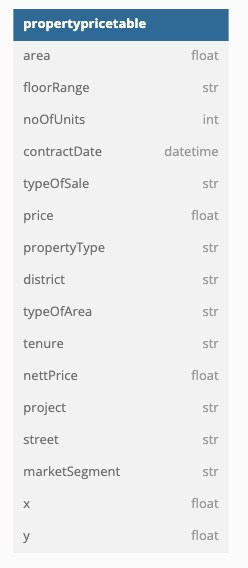 propertypricetable
area float
floorRange str
noOfUnits int
contractDate datetime
typeOfSale str
price float
propertyType str
district str
typeOfArea str
tenure str
nettPrice float
project str
street str
marketSegment str
x float
y float